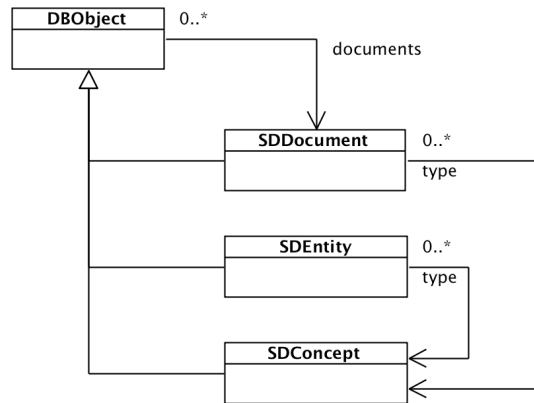 DBObject
0..*
documents
SDDocument
0..*
type
SDEntity
0..*
type
SDConcept